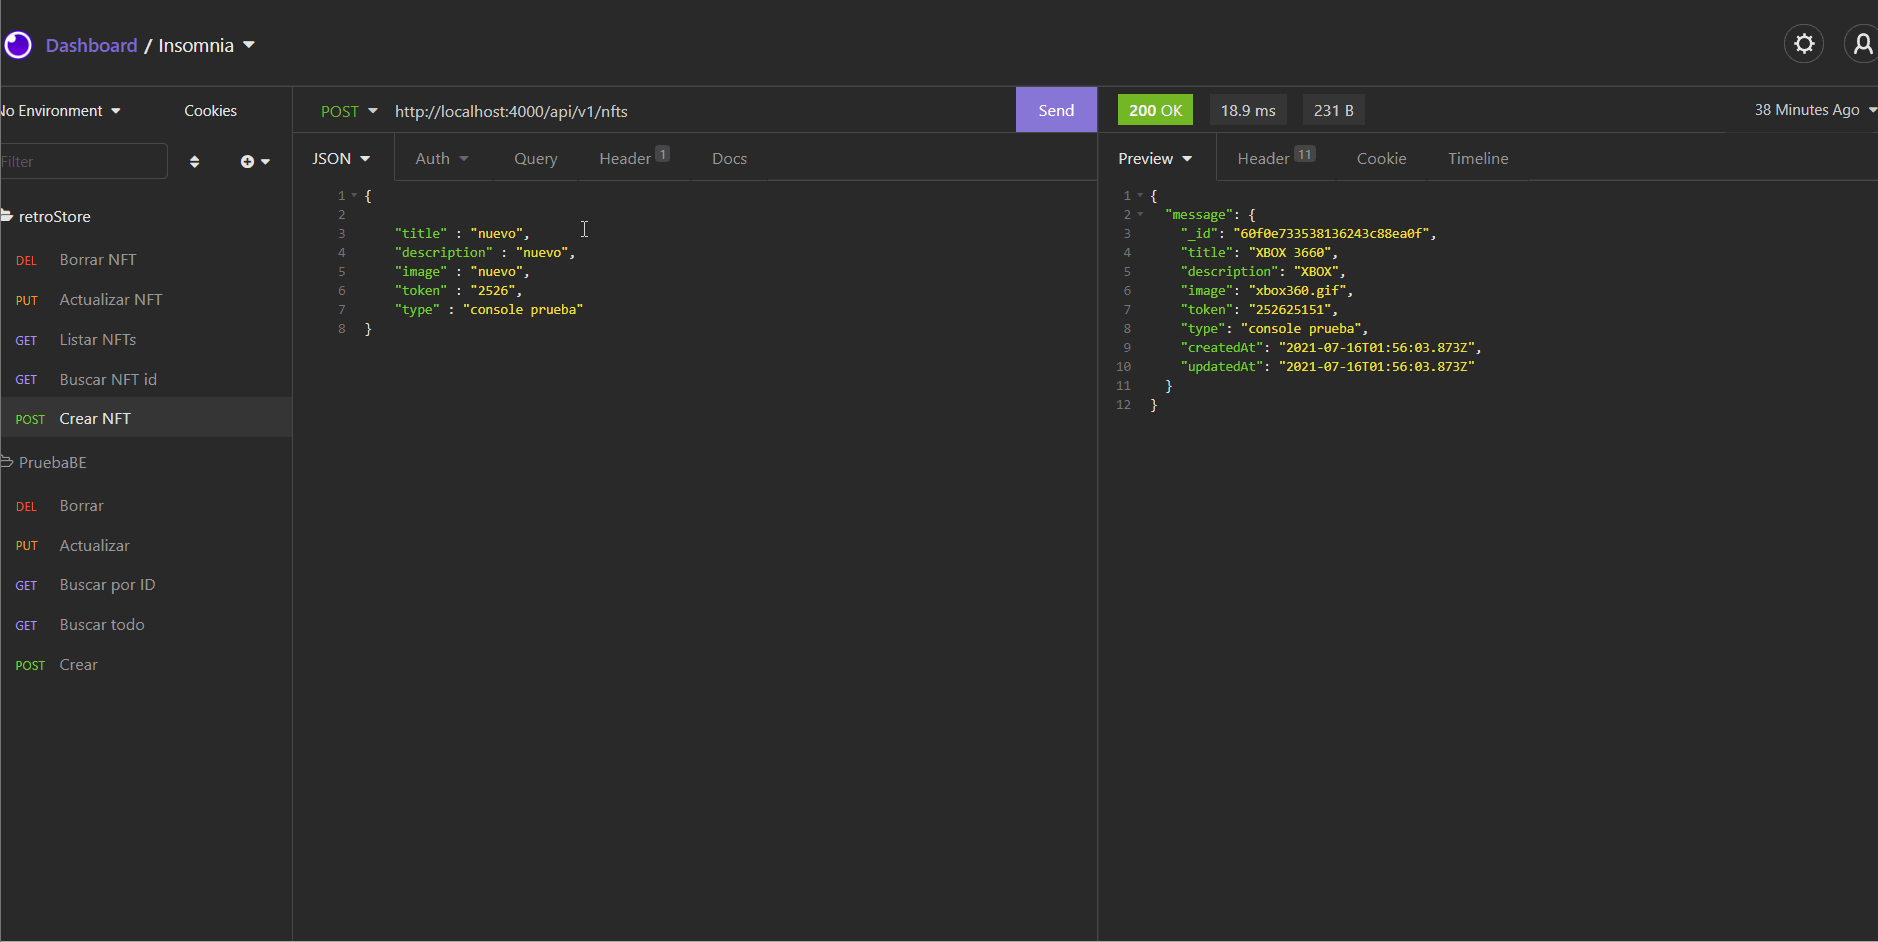 Dashboard / Insomnia
No Environment
Cookies
Filter
retroStore
DEL Borrar NFT
PUT Actualizar NFT
GET Listar NFTs
GET Buscar NFT id
POST Crear NFT
PruebaBE
DEL Borrar
PUT Actualizar
GET Buscar por ID
GET Buscar todo
POST Crear
POST http://localhost:4000/api/v1/nfts Send
JSON Auth Query Header 1 Docs
1 {
2
3 "title" : "nuevo",
4 "description" : "nuevo",
5 "image" : "nuevo",
6 "token" : "2526",
7 "type" : "console prueba"
8 }
200 OK 18.9 ms 231 B 38 Minutes Ago
Preview Header 11 Cookie Timeline
1 {
2 "message": {
3 "_id": "60f0e733538136243c88ea0f",
4 "title": "XBOX 3660",
5 "description": "XBOX",
6 "image": "xbox360.gif",
7 "token": "252625151",
8 "type": "console prueba",
9 "createdAt": "2021-07-16T01:56:03.873Z",
10 "updatedAt": "2021-07-16T01:56:03.873Z"
11 }
12 }